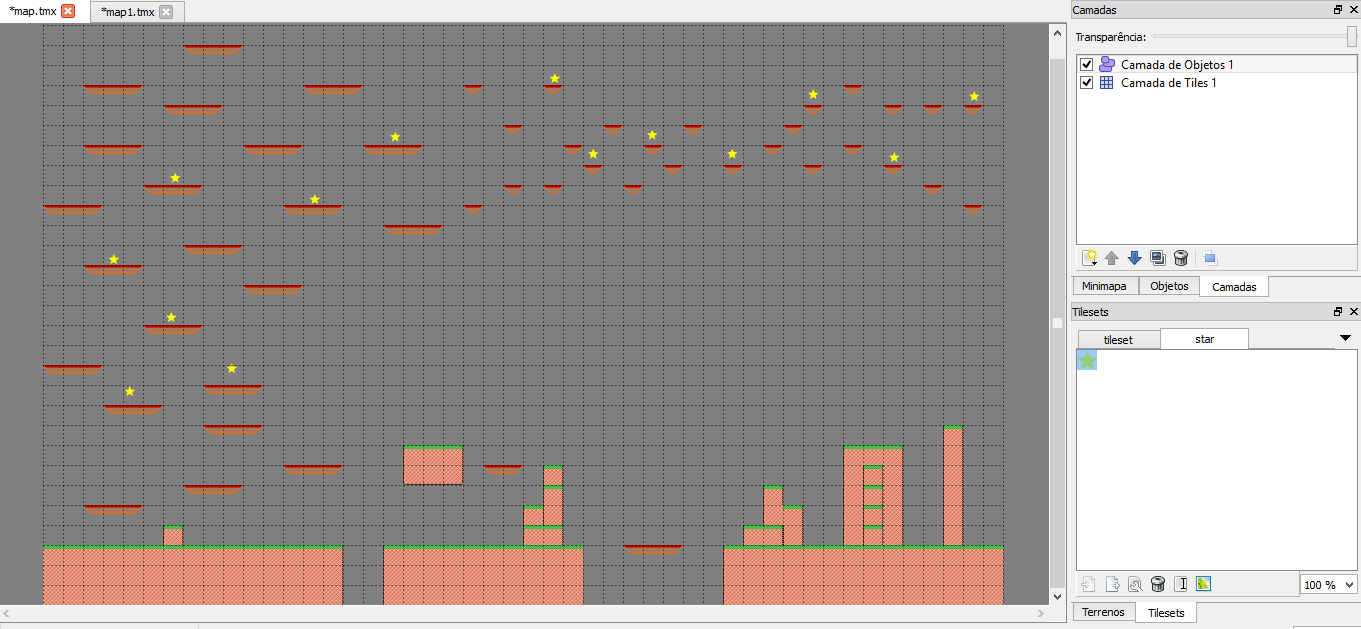 *map.tmx
*map1.tmx
Camadas
Transparência:
Camada de Objetos 1
Camada de Tiles 1
Minimapa
Objetos
Camadas
Tilesets
tileset
star
100 %
Terrenos
Tilesets